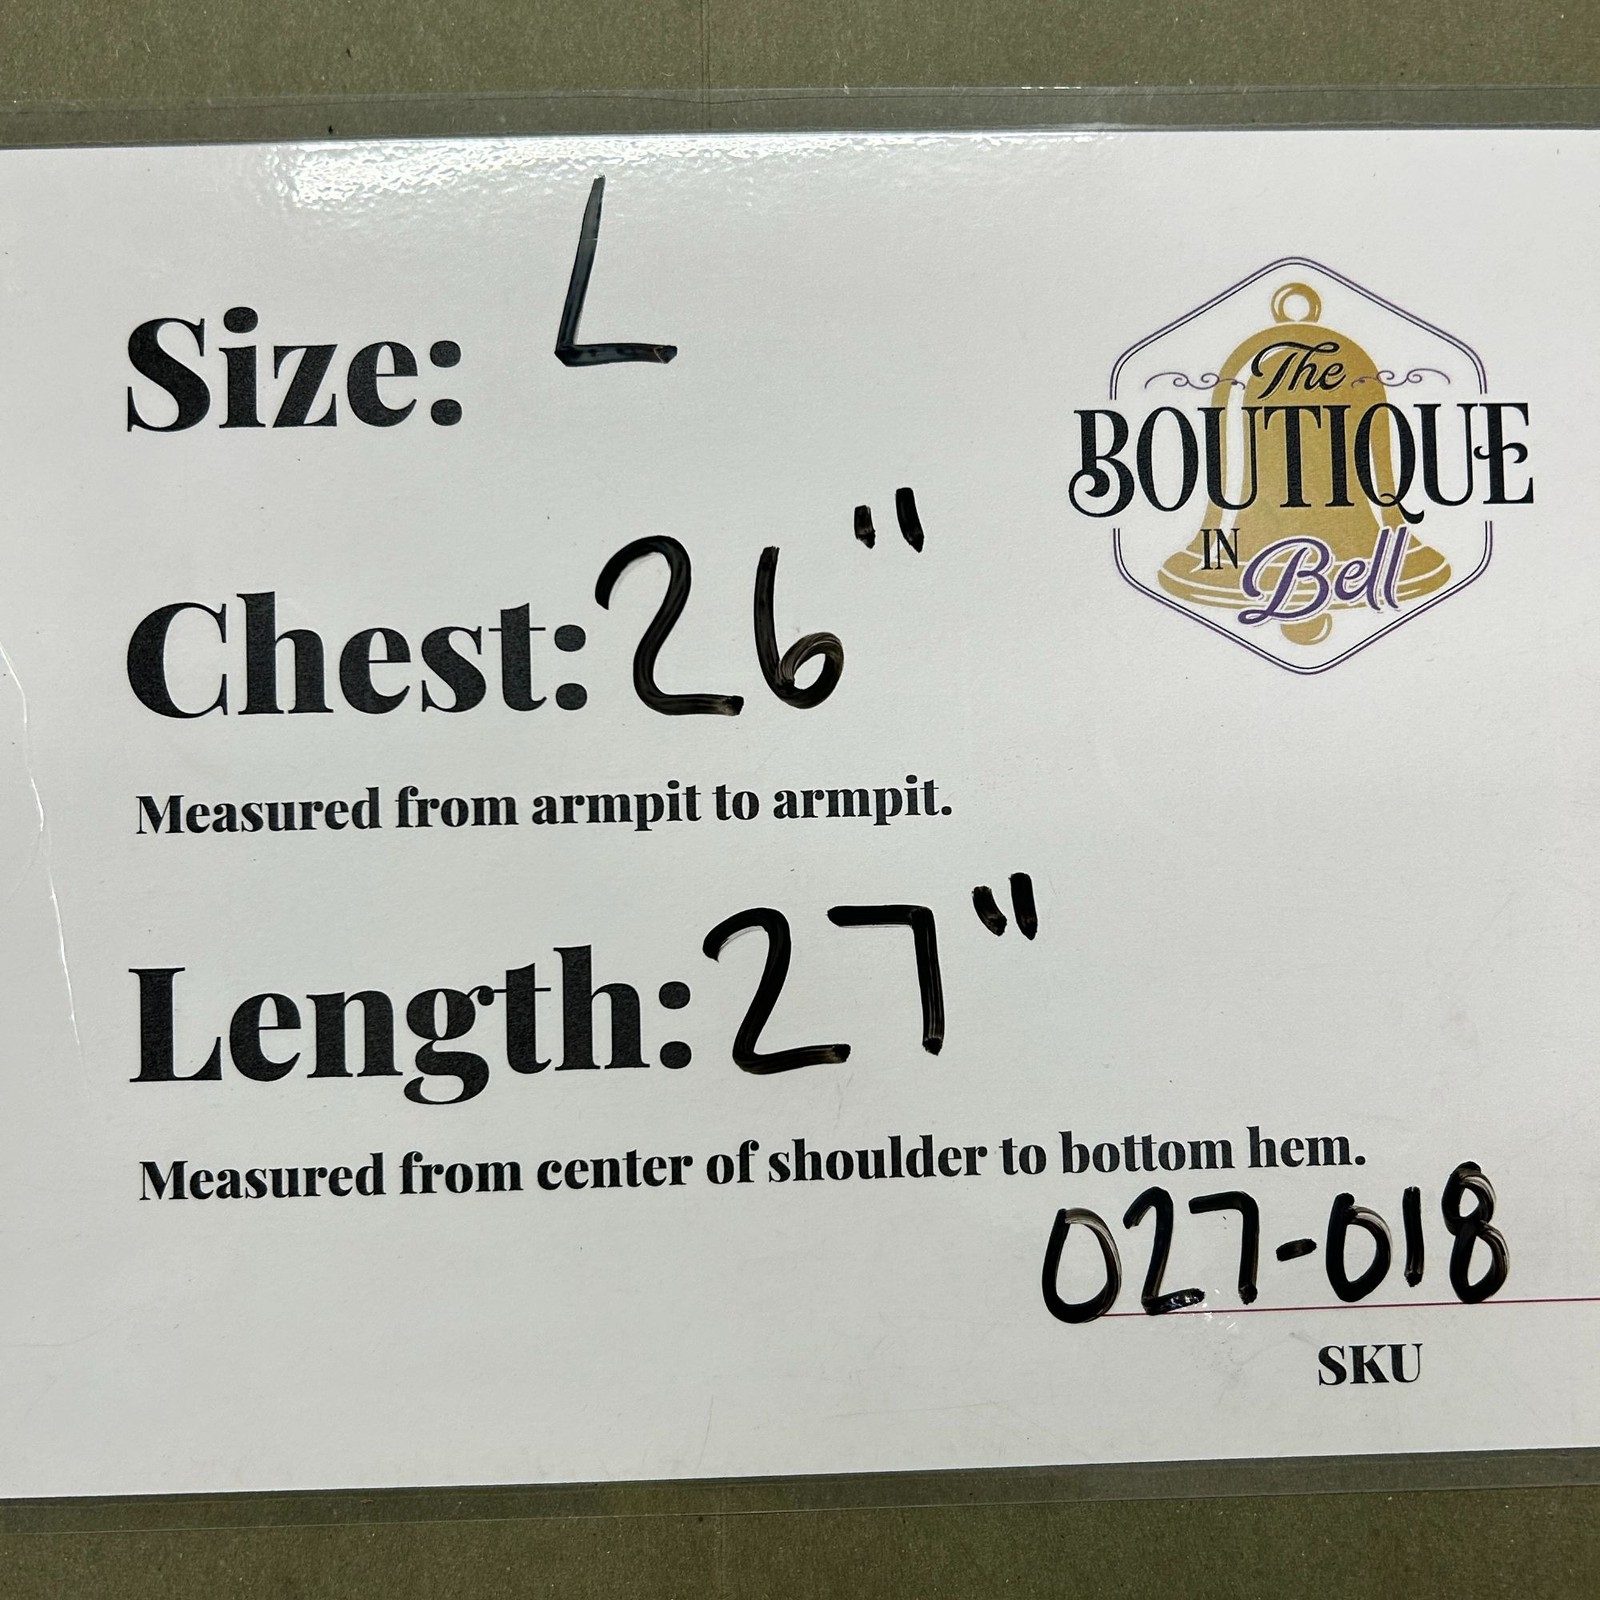 Size: L
The
BOUTIQUE
IN Bell
Chest: 26"
Measured from armpit to armpit.
Length: 27"
Measured from center of shoulder to bottom hem.
027-018
SKU